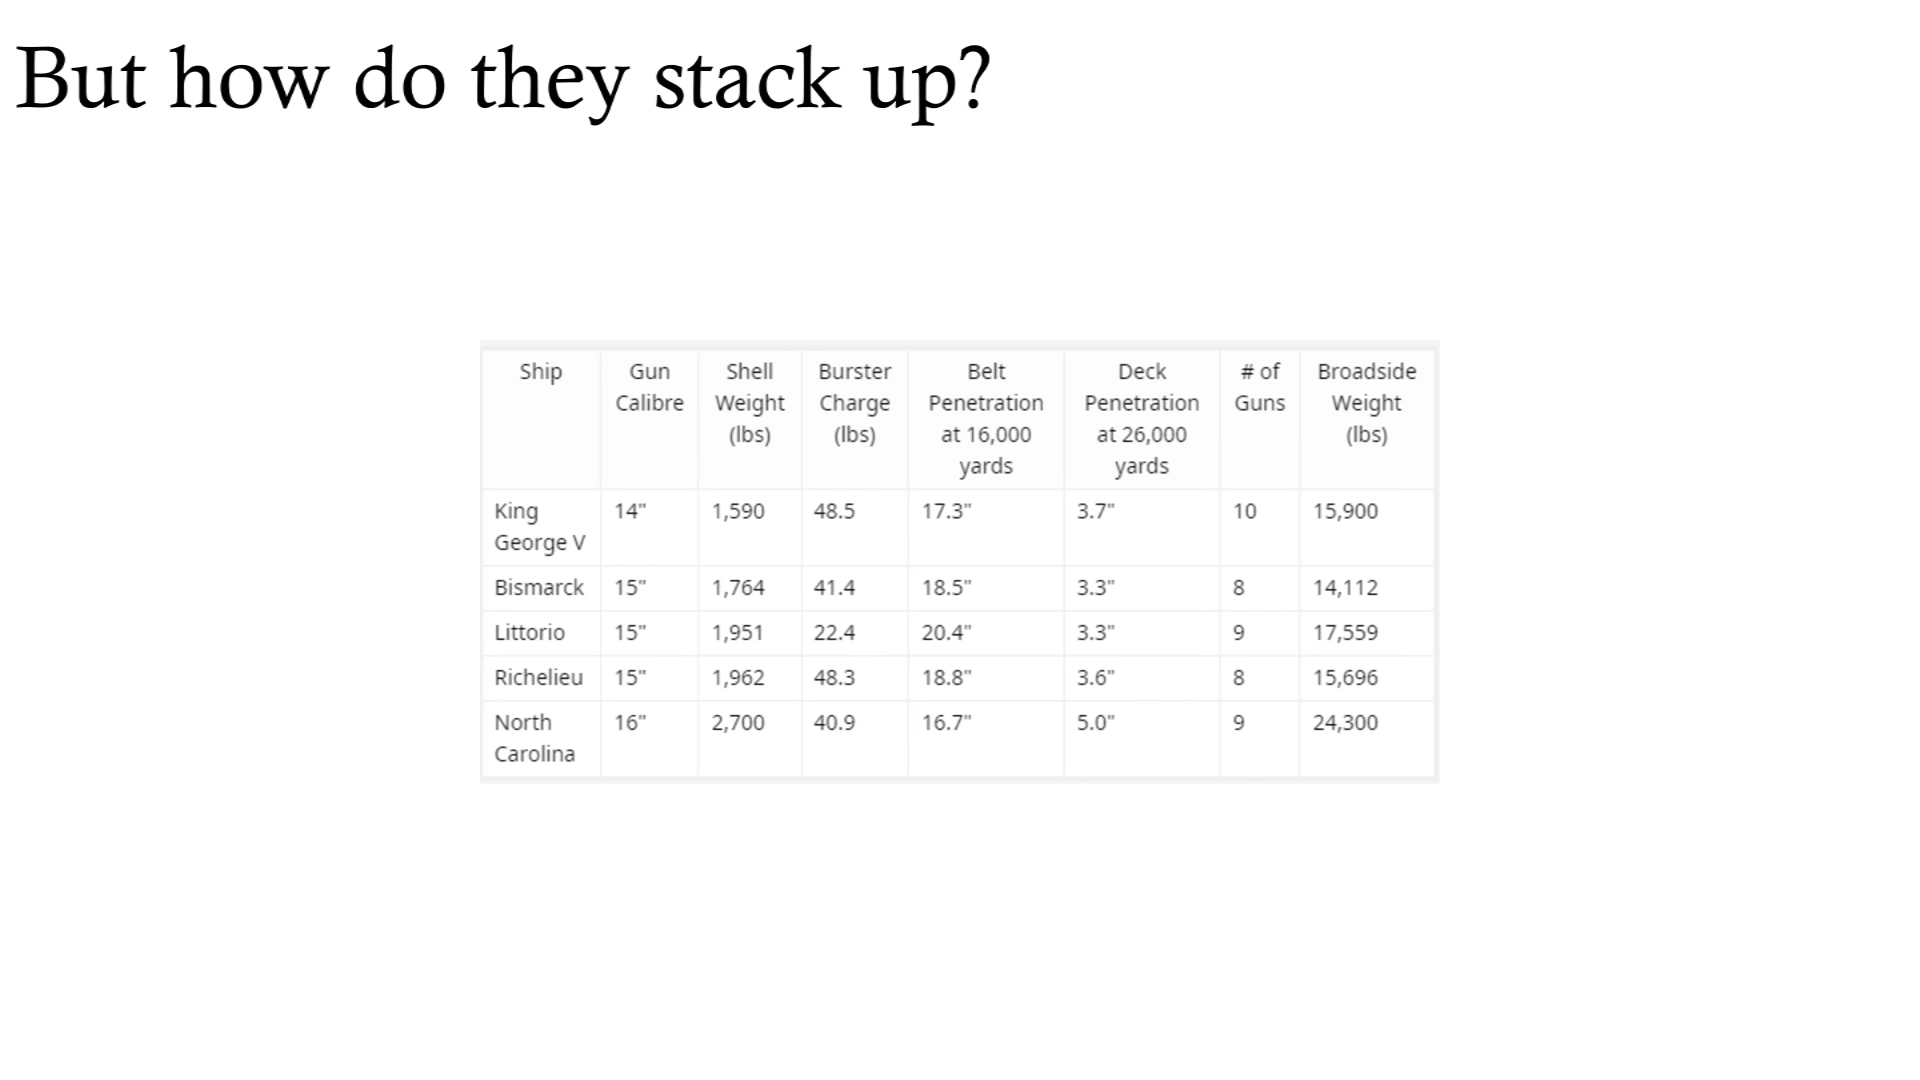 But how do they stack up?
Ship Gun Shell Burster Belt Deck # of Broadside
Calibre Weight Charge Penetration Penetration Guns Weight
(lbs) (lbs) at 16,000 at 26,000 (lbs)
yards yards
King 14" 1,590 48.5 17.3" 3.7" 10 15,900
George V
Bismarck 15" 1,764 41.4 18.5" 3.3" 8 14,112
Littorio 15" 1,951 22.4 20.4" 3.3" 9 17,559
Richelieu 15" 1,962 48.3 18.8" 3.6" 8 15,696
North 16" 2,700 40.9 16.7" 5.0" 9 24,300
Carolina